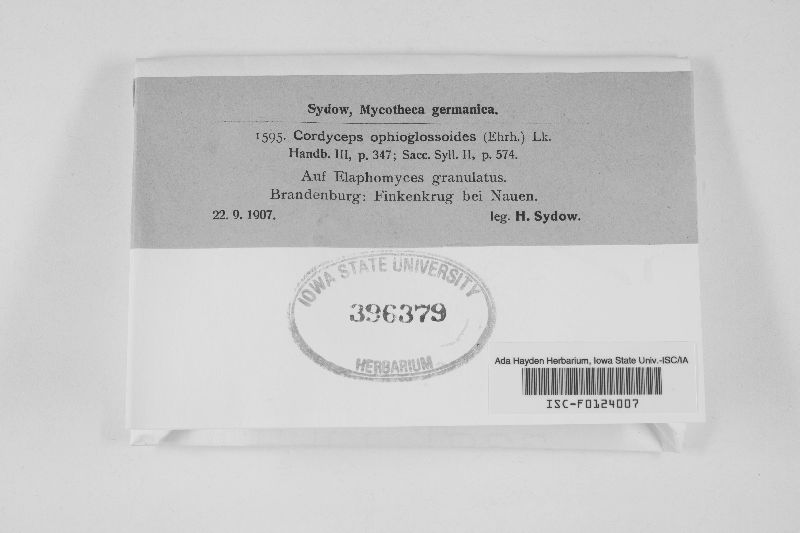 Sydow, Mycotheca germanica.
1595. Cordyceps ophioglossoides (Ehrh.) Lk.
Handb. III, p. 347; Sacc. Syll. II, p. 574.
Auf Elaphomyces granulatus.
Brandenburg: Finkenkrug bei Nauen.
22. 9. 1907. leg. H. Sydow.
IOWA STATE UNIVERSITY
396379
HERBARIUM
Ada Hayden Herbarium, Iowa State Univ.-ISC/IA
ISC-F0124007